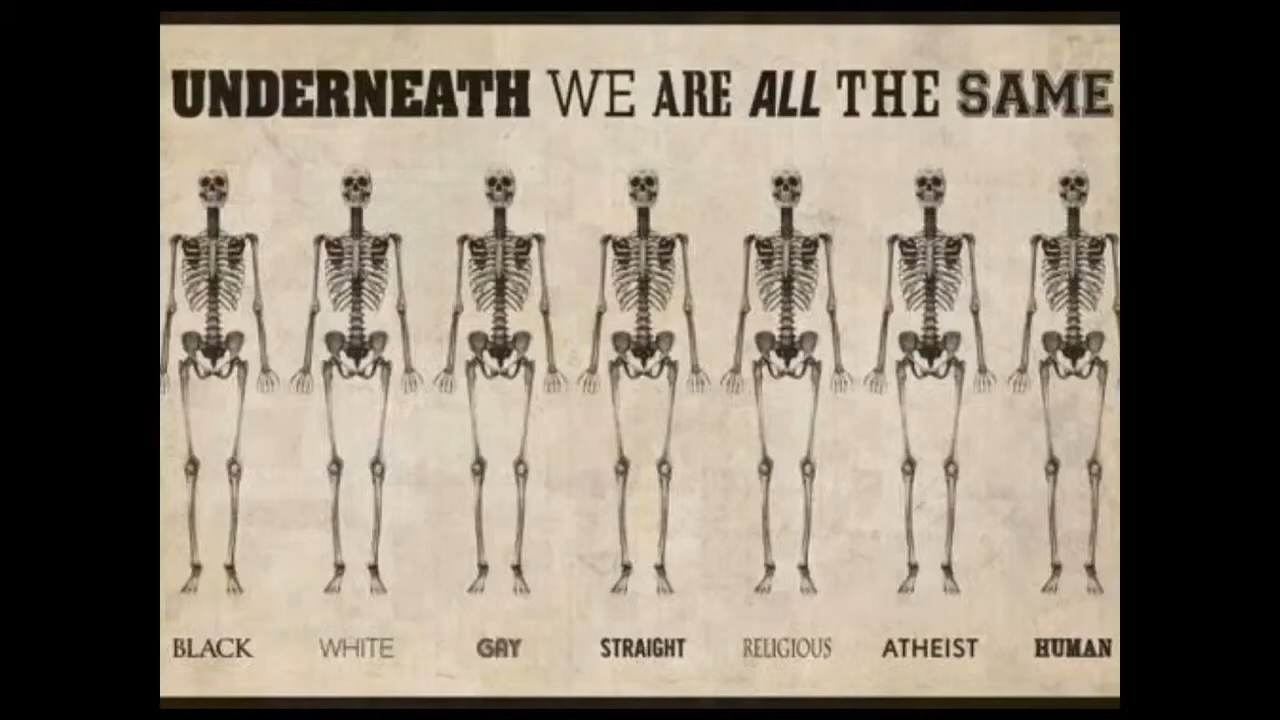 UNDERNEATH WE ARE ALL THE SAME
BLACK WHITE GAY STRAIGHT RELIGIOUS ATHEIST HUMAN